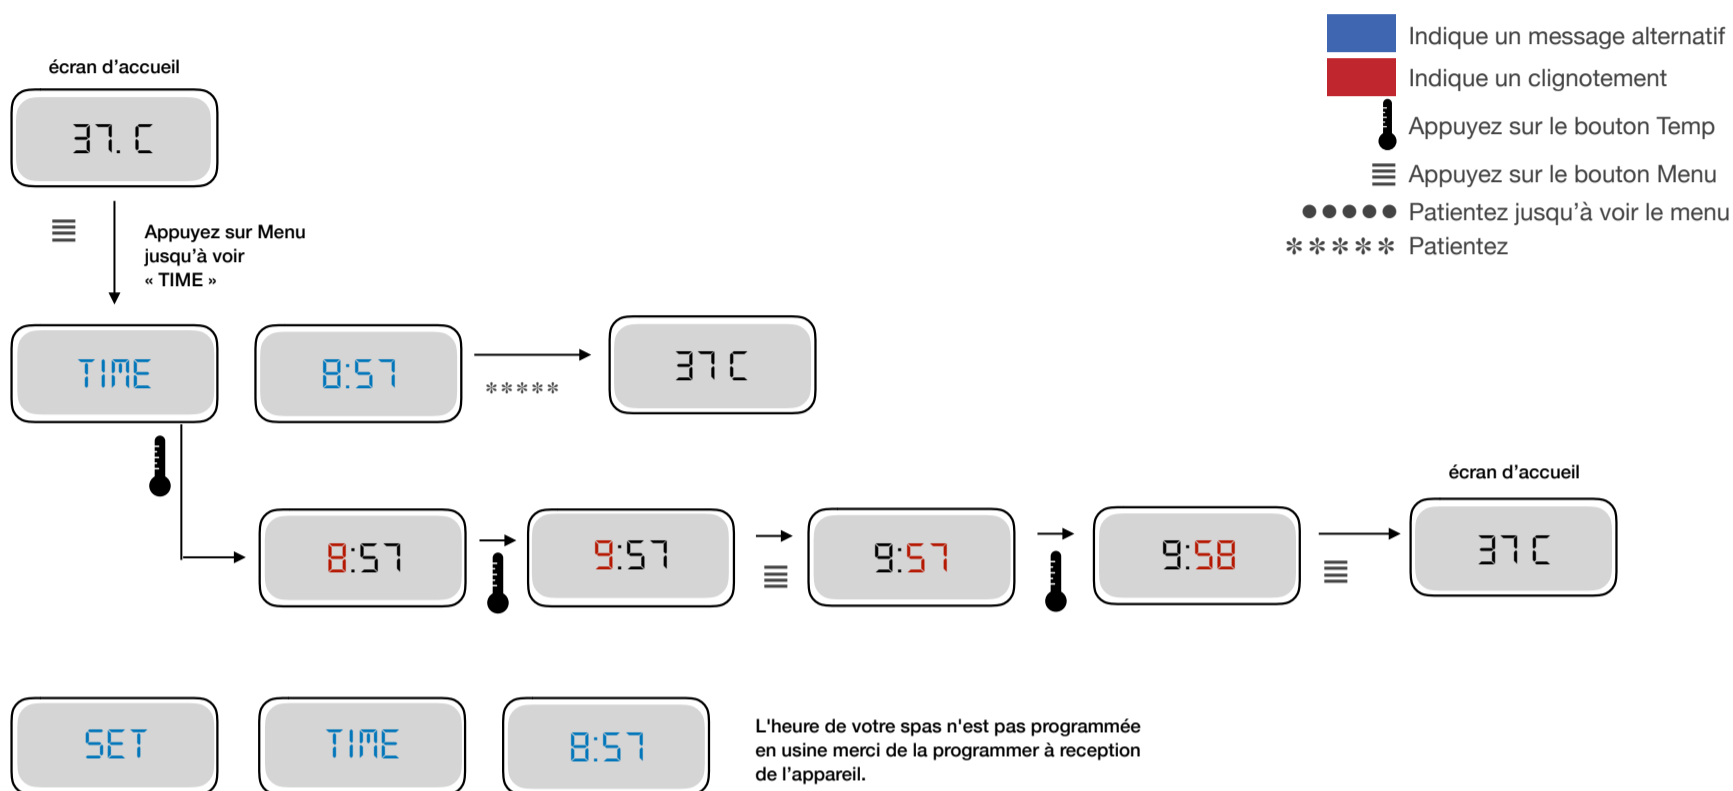 Indique un message alternatif
Indique un clignotement
Appuyez sur le bouton Temp
Appuyez sur le bouton Menu
●●●●● Patientez jusqu'à voir le menu
***** Patientez
écran d'accueil
37. C
Appuyez sur Menu
jusqu'à voir
« TIME »
TIME
8:57
*****
37 C
8:57
9:57
9:57
9:58
écran d'accueil
37 C
SET
TIME
8:57
L'heure de votre spas n'est pas programmée
en usine merci de la programmer à reception
de l'appareil.